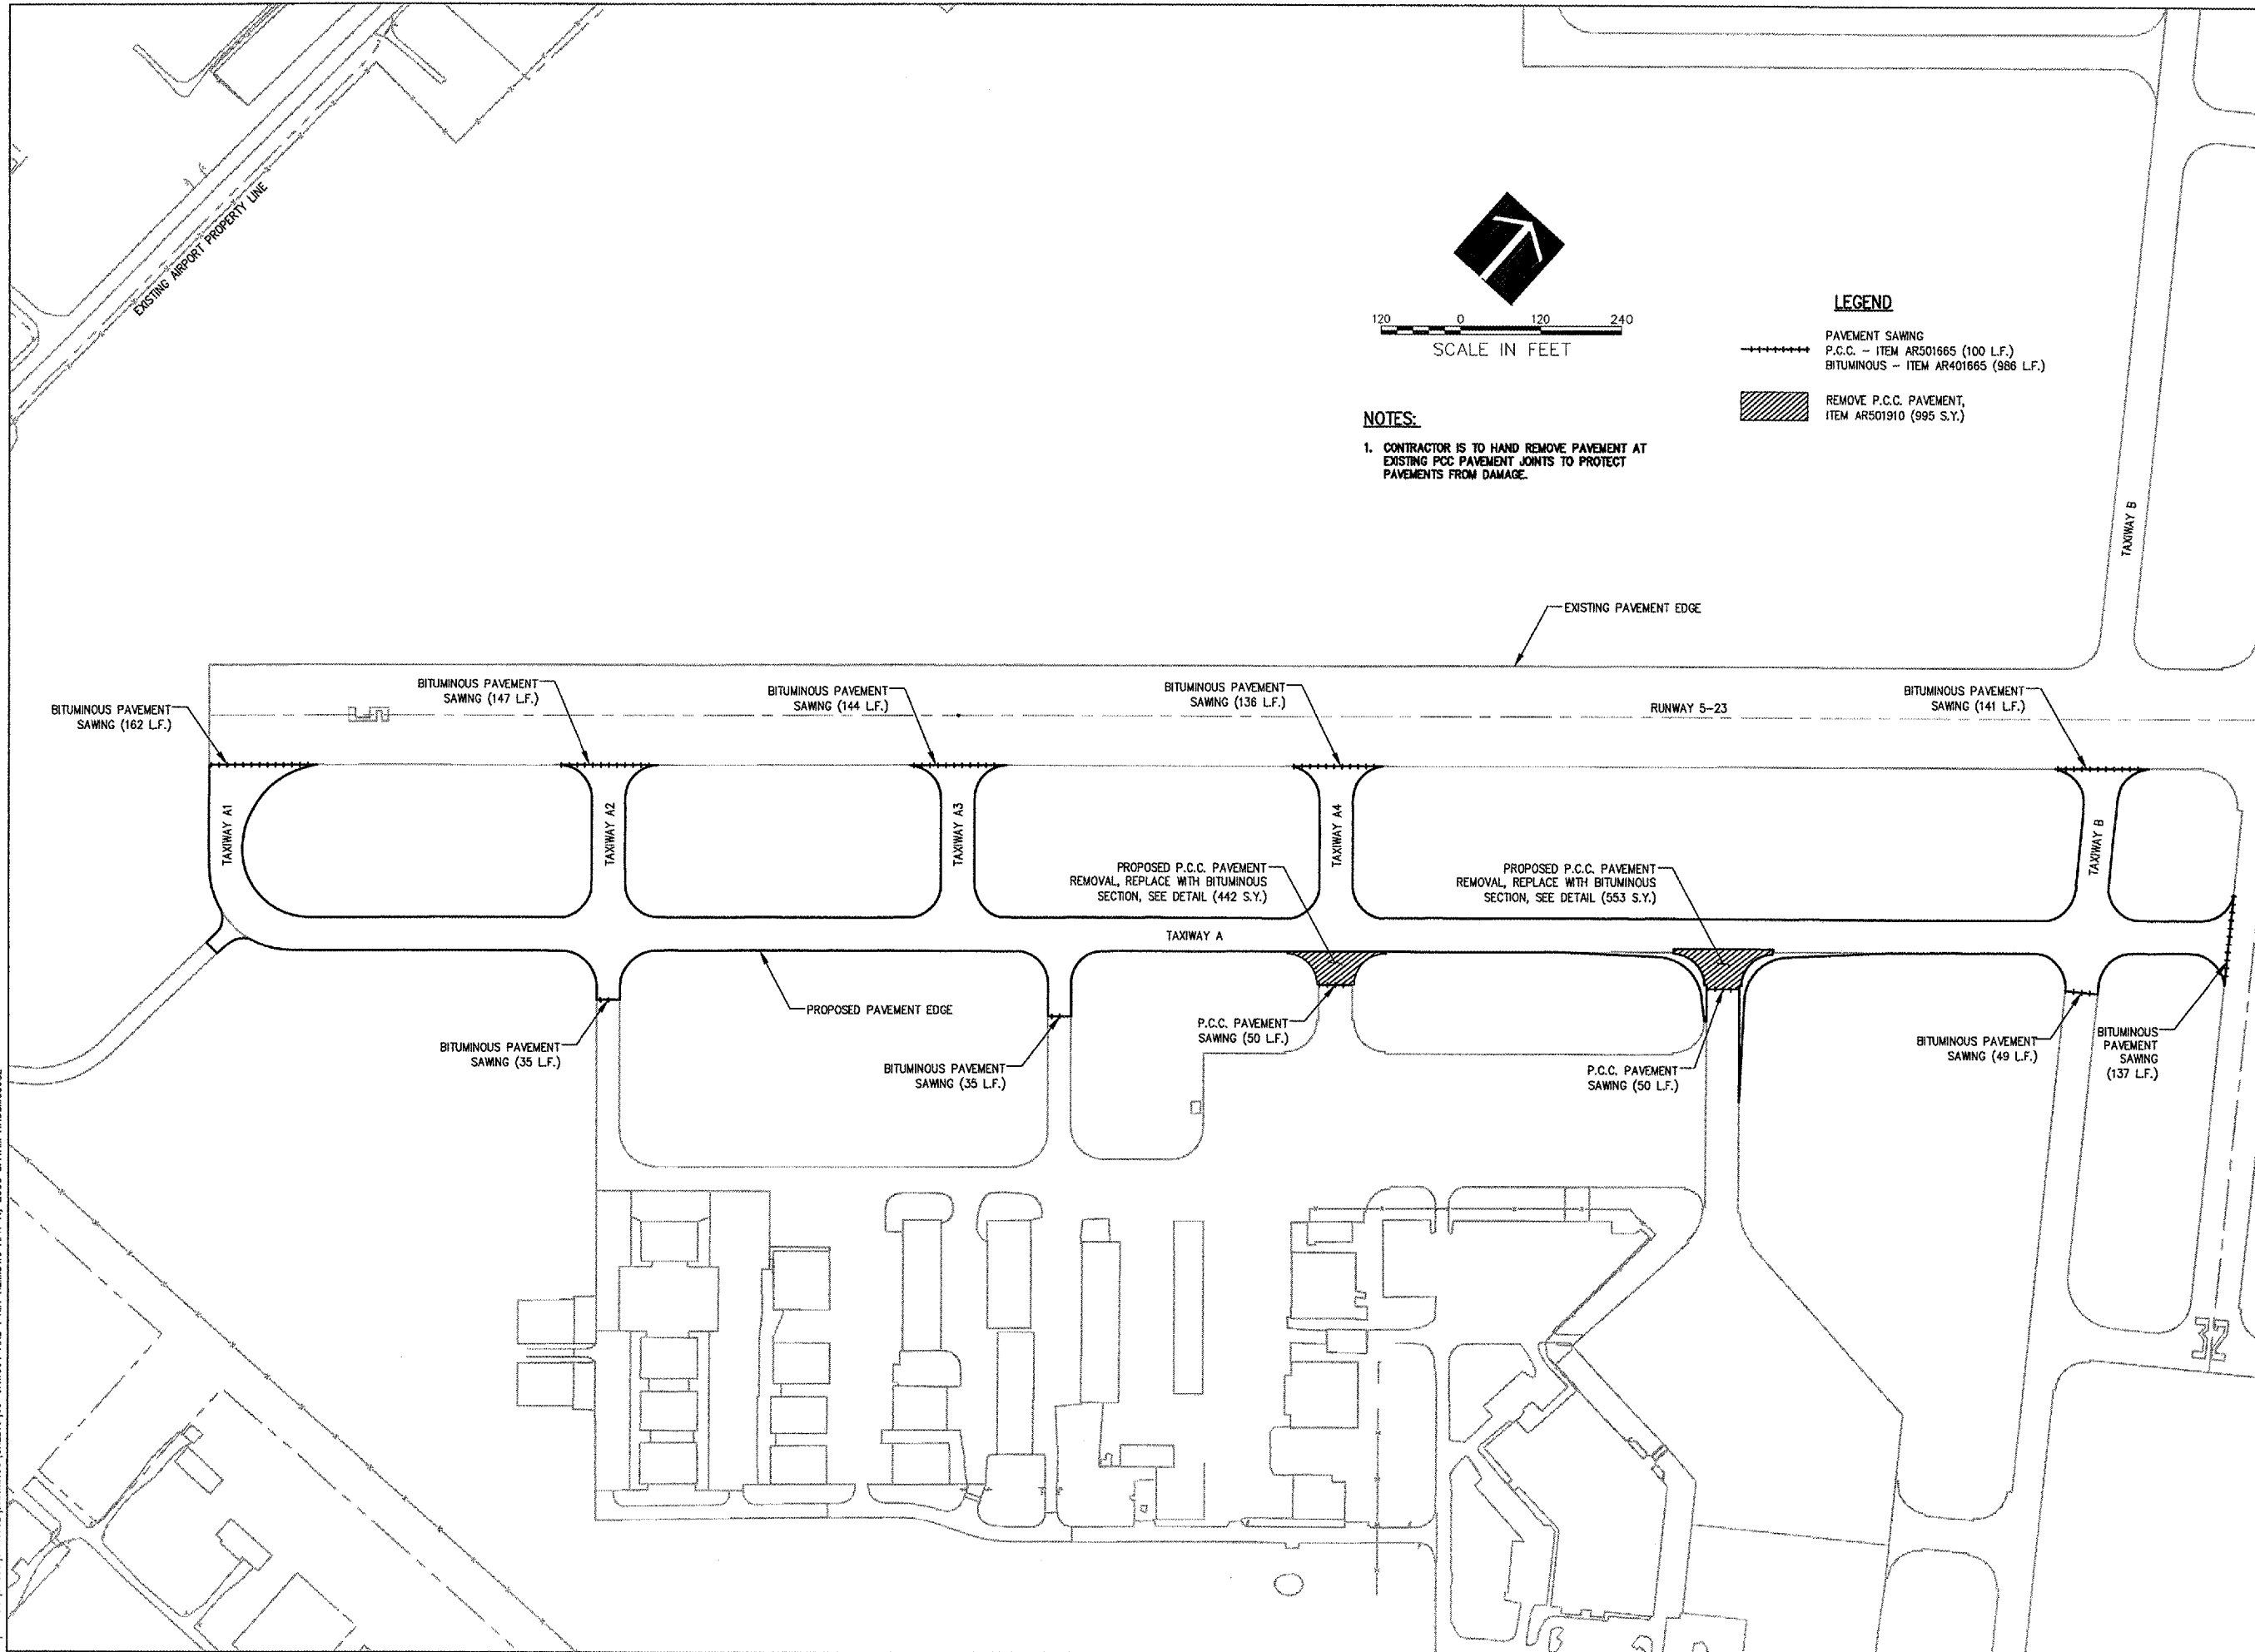 EXISTING AIRPORT PROPERTY LINE
120 0 120 240
SCALE IN FEET
LEGEND
PAVEMENT SAWING
P.C.C. - ITEM AR501665 (100 L.F.)
BITUMINOUS - ITEM AR401665 (986 L.F.)
REMOVE P.C.C. PAVEMENT,
ITEM AR501910 (995 S.Y.)
NOTES:
1. CONTRACTOR IS TO HAND REMOVE PAVEMENT AT
EXISTING PCC PAVEMENT JOINTS TO PROTECT
PAVEMENTS FROM DAMAGE.
TAXIWAY B
EXISTING PAVEMENT EDGE
BITUMINOUS PAVEMENT
SAWING (162 L.F.)
BITUMINOUS PAVEMENT
SAWING (147 L.F.)
BITUMINOUS PAVEMENT
SAWING (144 L.F.)
BITUMINOUS PAVEMENT
SAWING (136 L.F.)
RUNWAY 5-23
BITUMINOUS PAVEMENT
SAWING (141 L.F.)
TAXIWAY A1
TAXIWAY A2
TAXIWAY A3
TAXIWAY A4
TAXIWAY B
PROPOSED P.C.C. PAVEMENT
REMOVAL, REPLACE WITH BITUMINOUS
SECTION, SEE DETAIL (442 S.Y.)
PROPOSED P.C.C. PAVEMENT
REMOVAL, REPLACE WITH BITUMINOUS
SECTION, SEE DETAIL (553 S.Y.)
TAXIWAY A
PROPOSED PAVEMENT EDGE
BITUMINOUS PAVEMENT
SAWING (35 L.F.)
BITUMINOUS PAVEMENT
SAWING (35 L.F.)
P.C.C. PAVEMENT
SAWING (50 L.F.)
P.C.C. PAVEMENT
SAWING (50 L.F.)
BITUMINOUS PAVEMENT
SAWING (49 L.F.)
BITUMINOUS
PAVEMENT
SAWING
(137 L.F.)
32